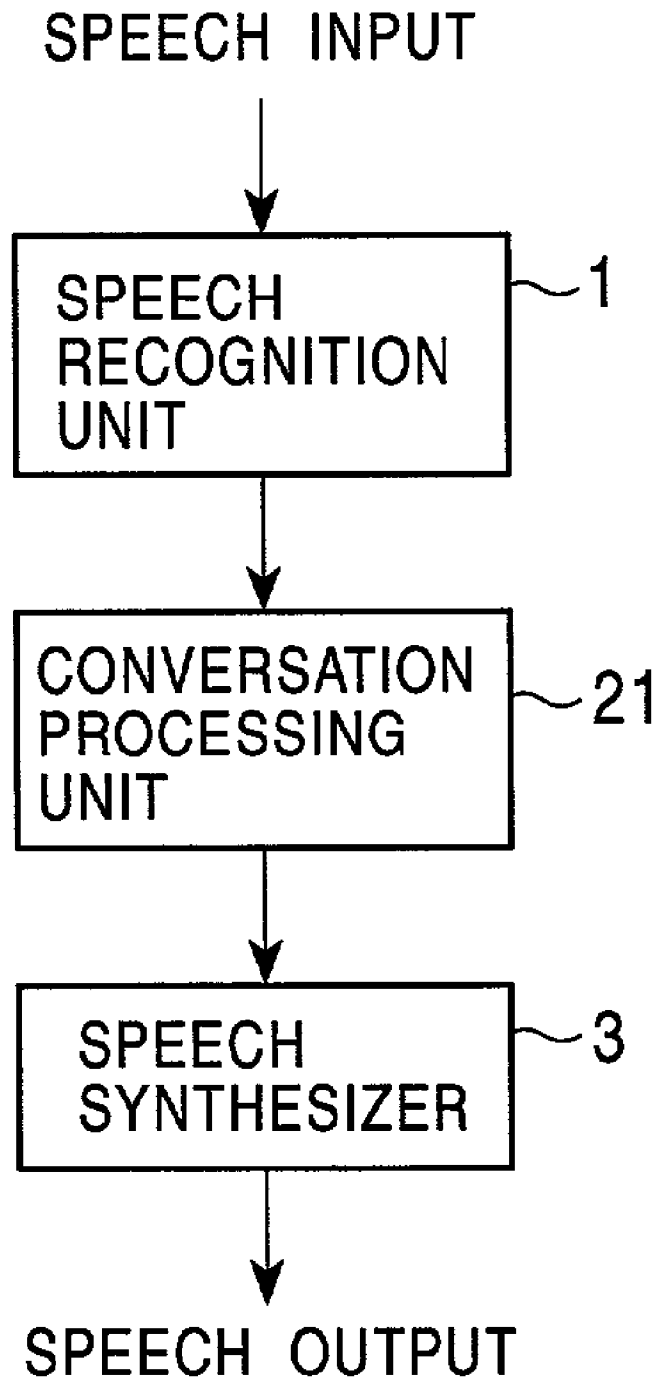 SPEECH INPUT
SPEECH
RECOGNITION
UNIT
1
CONVERSATION
PROCESSING
UNIT
21
SPEECH
SYNTHESIZER
3
SPEECH OUTPUT